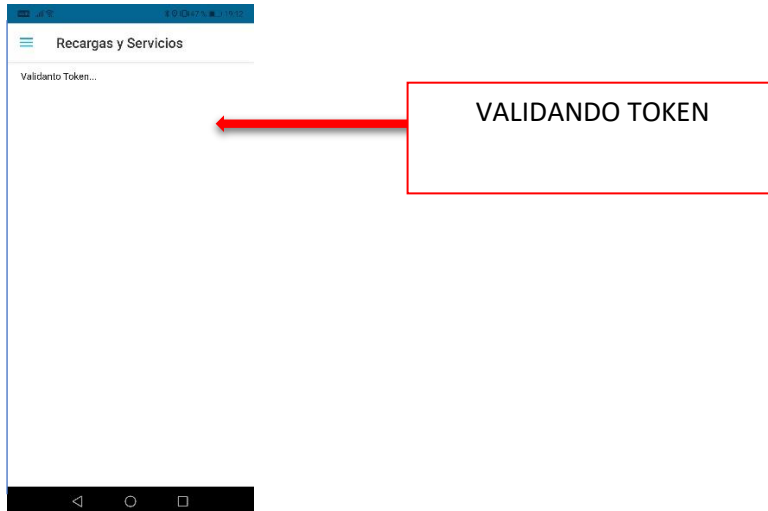 Recargas y Servicios
Validanto Token...
VALIDANDO TOKEN